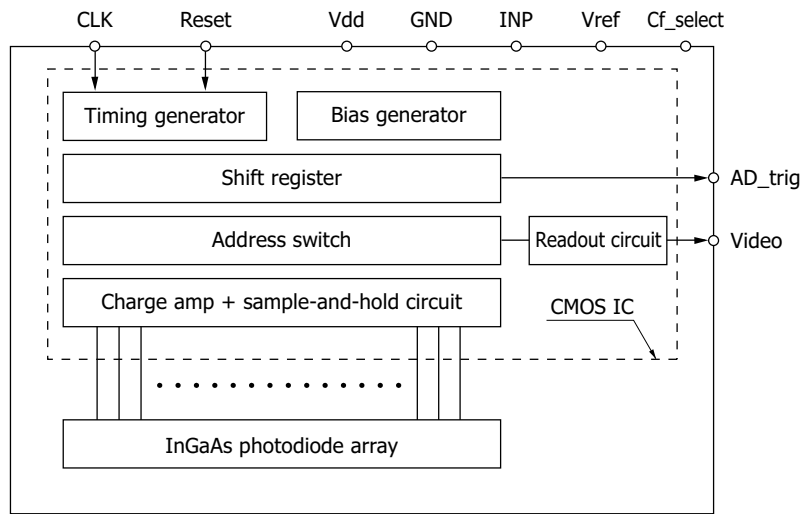 CLK Reset Vdd GND INP Vref Cf_select
Timing generator Bias generator
Shift register AD_trig
Address switch Readout circuit Video
Charge amp + sample-and-hold circuit
CMOS IC
InGaAs photodiode array